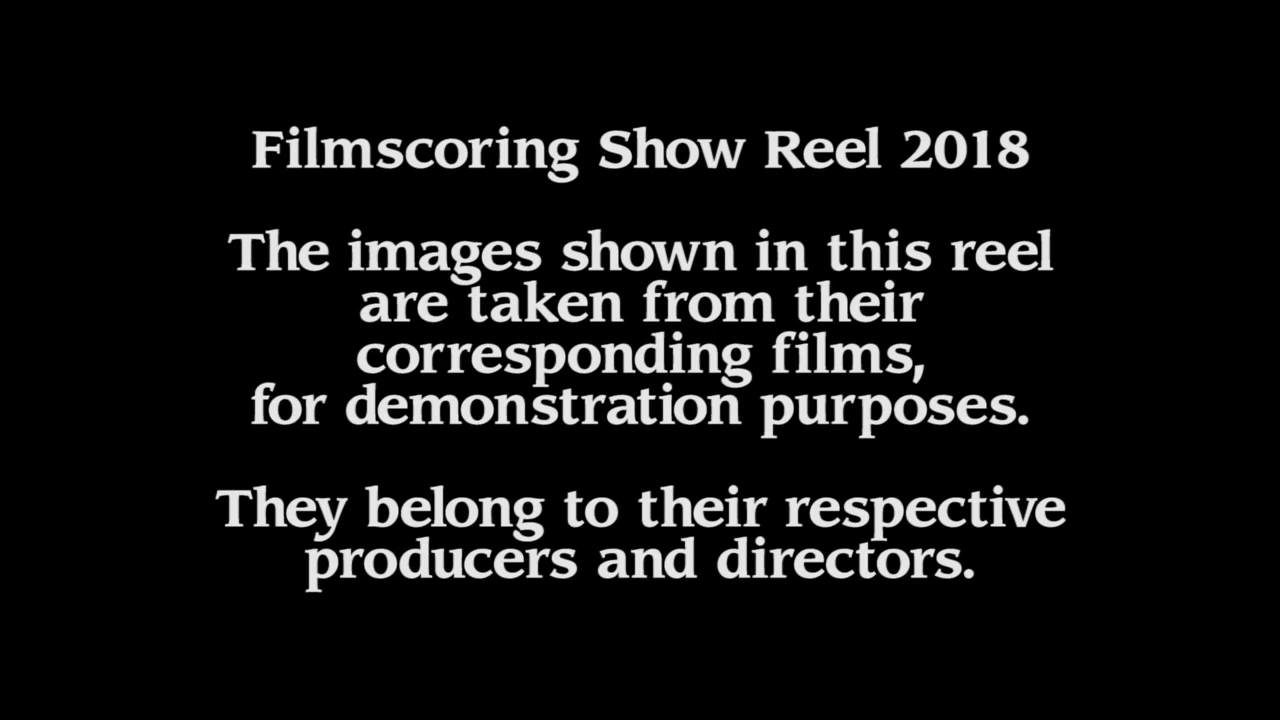 Filmscoring Show Reel 2018
The images shown in this reel
are taken from their
corresponding films,
for demonstration purposes.
They belong to their respective
producers and directors.